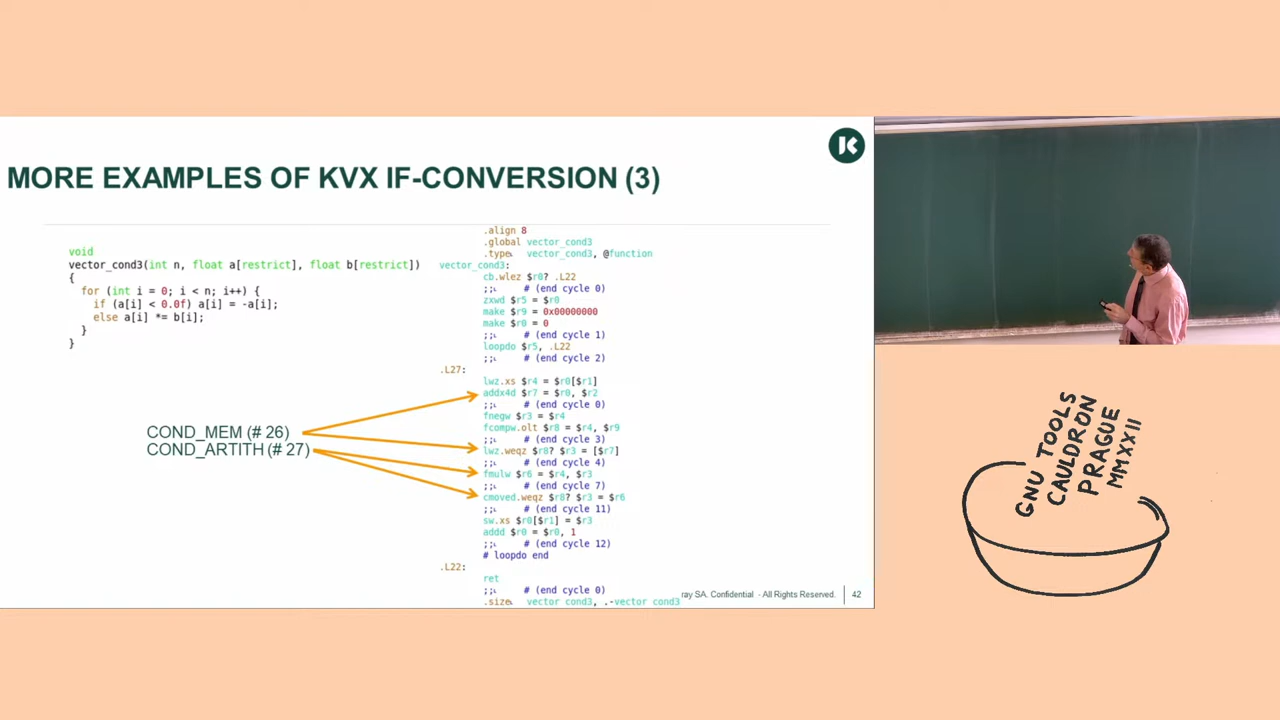 MORE EXAMPLES OF KVX IF-CONVERSION (3)
void
vector_cond3(int n, float a[restrict], float b[restrict])
{
for (int i = 0; i < n; i++) {
if (a[i] < 0.0f) a[i] = -a[i];
else a[i] *= b[i];
}
}
COND_MEM (# 26)
COND_ARTITH (# 27)
.align 8
.global vector_cond3
.type vector_cond3, @function
vector_cond3:
cb.wlez $r0? .L22
;; # (end cycle 0)
zxwd $r5 = $r0
make $r9 = 0x00000000
make $r0 = 0
;; # (end cycle 1)
loopdo $r5, .L22
;; # (end cycle 2)
.L27:
lwz.xs $r4 = $r0[$r1]
addx4d $r7 = $r0, $r2
;; # (end cycle 0)
fnegw $r3 = $r4
fcompw.olt $r8 = $r4, $r9
;; # (end cycle 3)
lwz.weqz $r8? $r3 = [$r7]
;; # (end cycle 4)
fmulw $r6 = $r4, $r3
;; # (end cycle 7)
cmoved.weqz $r8? $r3 = $r6
;; # (end cycle 11)
sw.xs $r0[$r1] = $r3
addd $r0 = $r0, 1
;; # (end cycle 12)
# loopdo end
.L22:
ret
;; # (end cycle 0)
.size vector_cond3, .-vector_cond3
ray SA. Confidential - All Rights Reserved. 42
GNU TOOLS
CAULDRON
PRAGUE
MMXXII